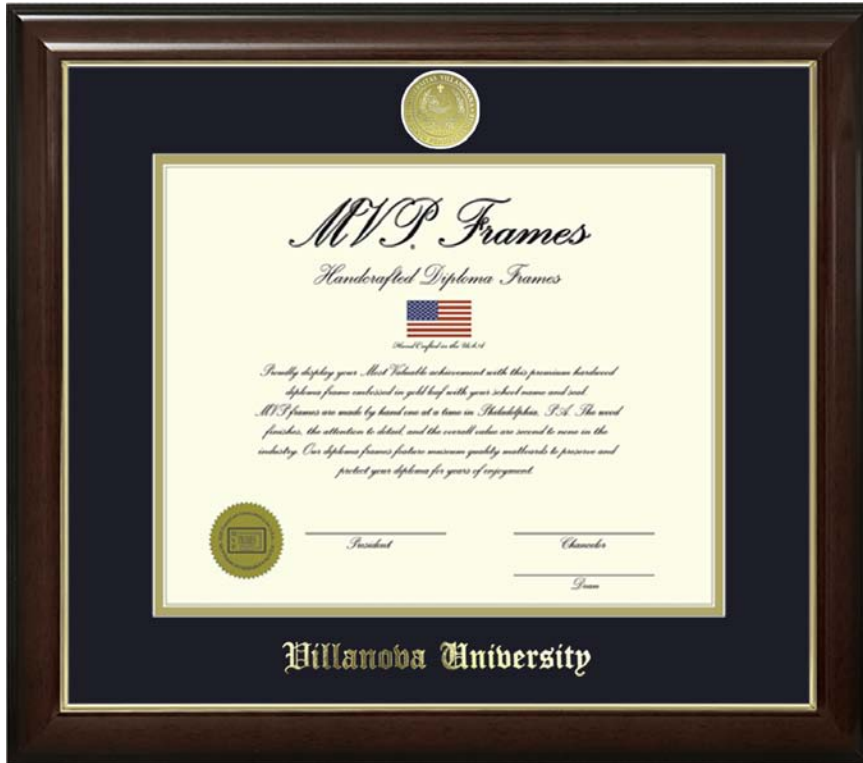 MVP. Frames
Handcrafted Diploma Frames
Hand Crafted in the U.S.A
Proudly display your Most Valuable achievement with this premium hardwood
diploma frame embossed in gold leaf with your school name and seal.
MVP frames are made by hand one at a time in Philadelphia, P.A. The wood
finishes, the attention to detail, and the overall value are second to none in the
industry. Our diploma frames feature museum quality matboards to preserve and
protect your diploma for years of enjoyment.
President
Chancelor
Dean
Villanova University